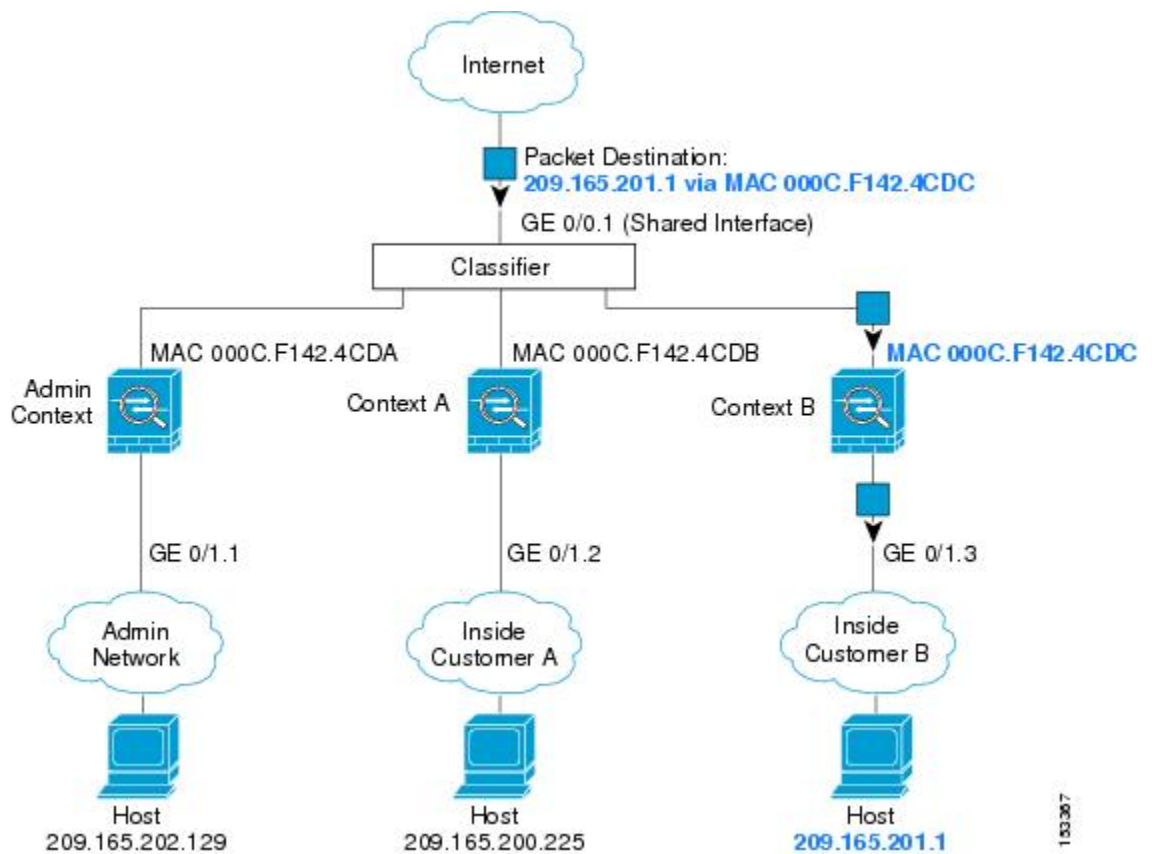 Internet
Packet Destination:
209.165.201.1 via MAC 000C.F142.4CDC
GE 0/0.1 (Shared Interface)
Classifier
MAC 000C.F142.4CDA
MAC 000C.F142.4CDB
MAC 000C.F142.4CDC
Admin
Context
Context A
Context B
GE 0/1.1
GE 0/1.2
GE 0/1.3
Admin
Network
Inside
Customer A
Inside
Customer B
Host
209.165.202.129
Host
209.165.200.225
Host
209.165.201.1
153367